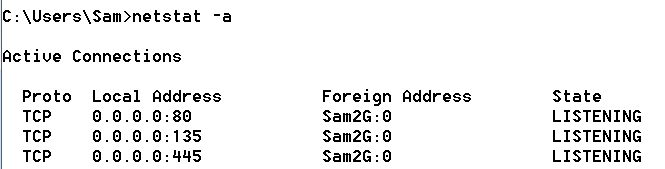 C:\Users\Sam>netstat -a
Active Connections
Proto  Local Address          Foreign Address        State
TCP    0.0.0.0:80             Sam2G:0                LISTENING
TCP    0.0.0.0:135            Sam2G:0                LISTENING
TCP    0.0.0.0:445            Sam2G:0                LISTENING